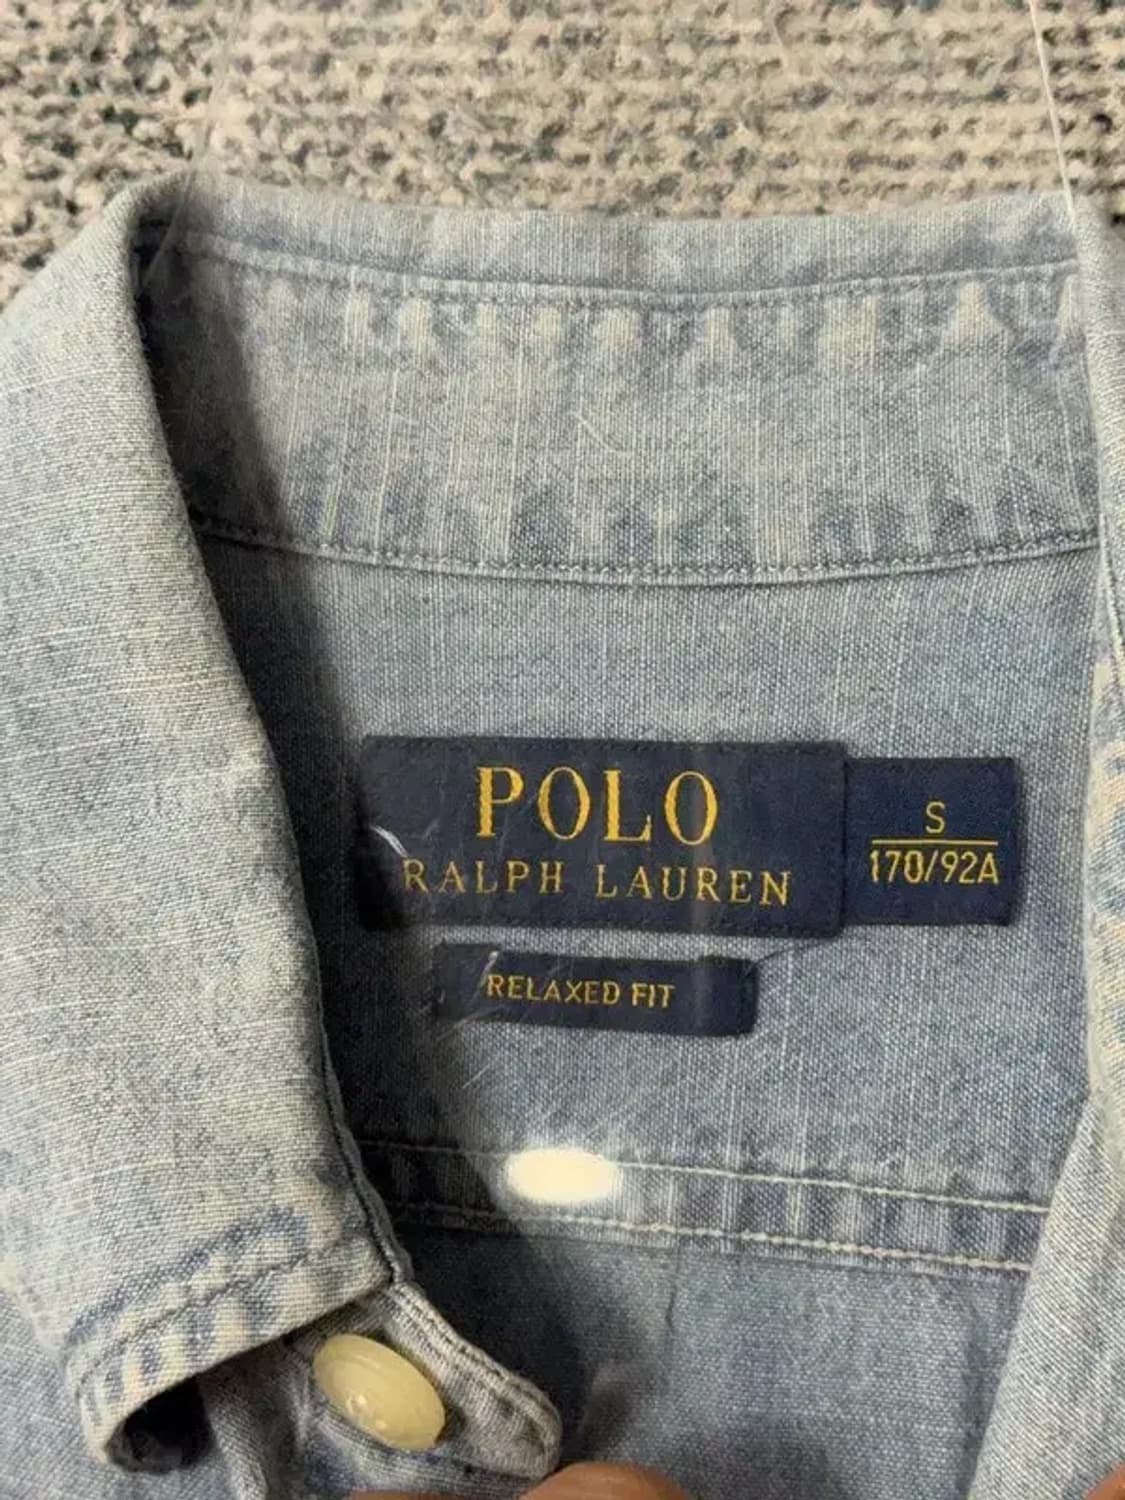 POLO
RALPH LAUREN
S
170/92A
RELAXED FIT